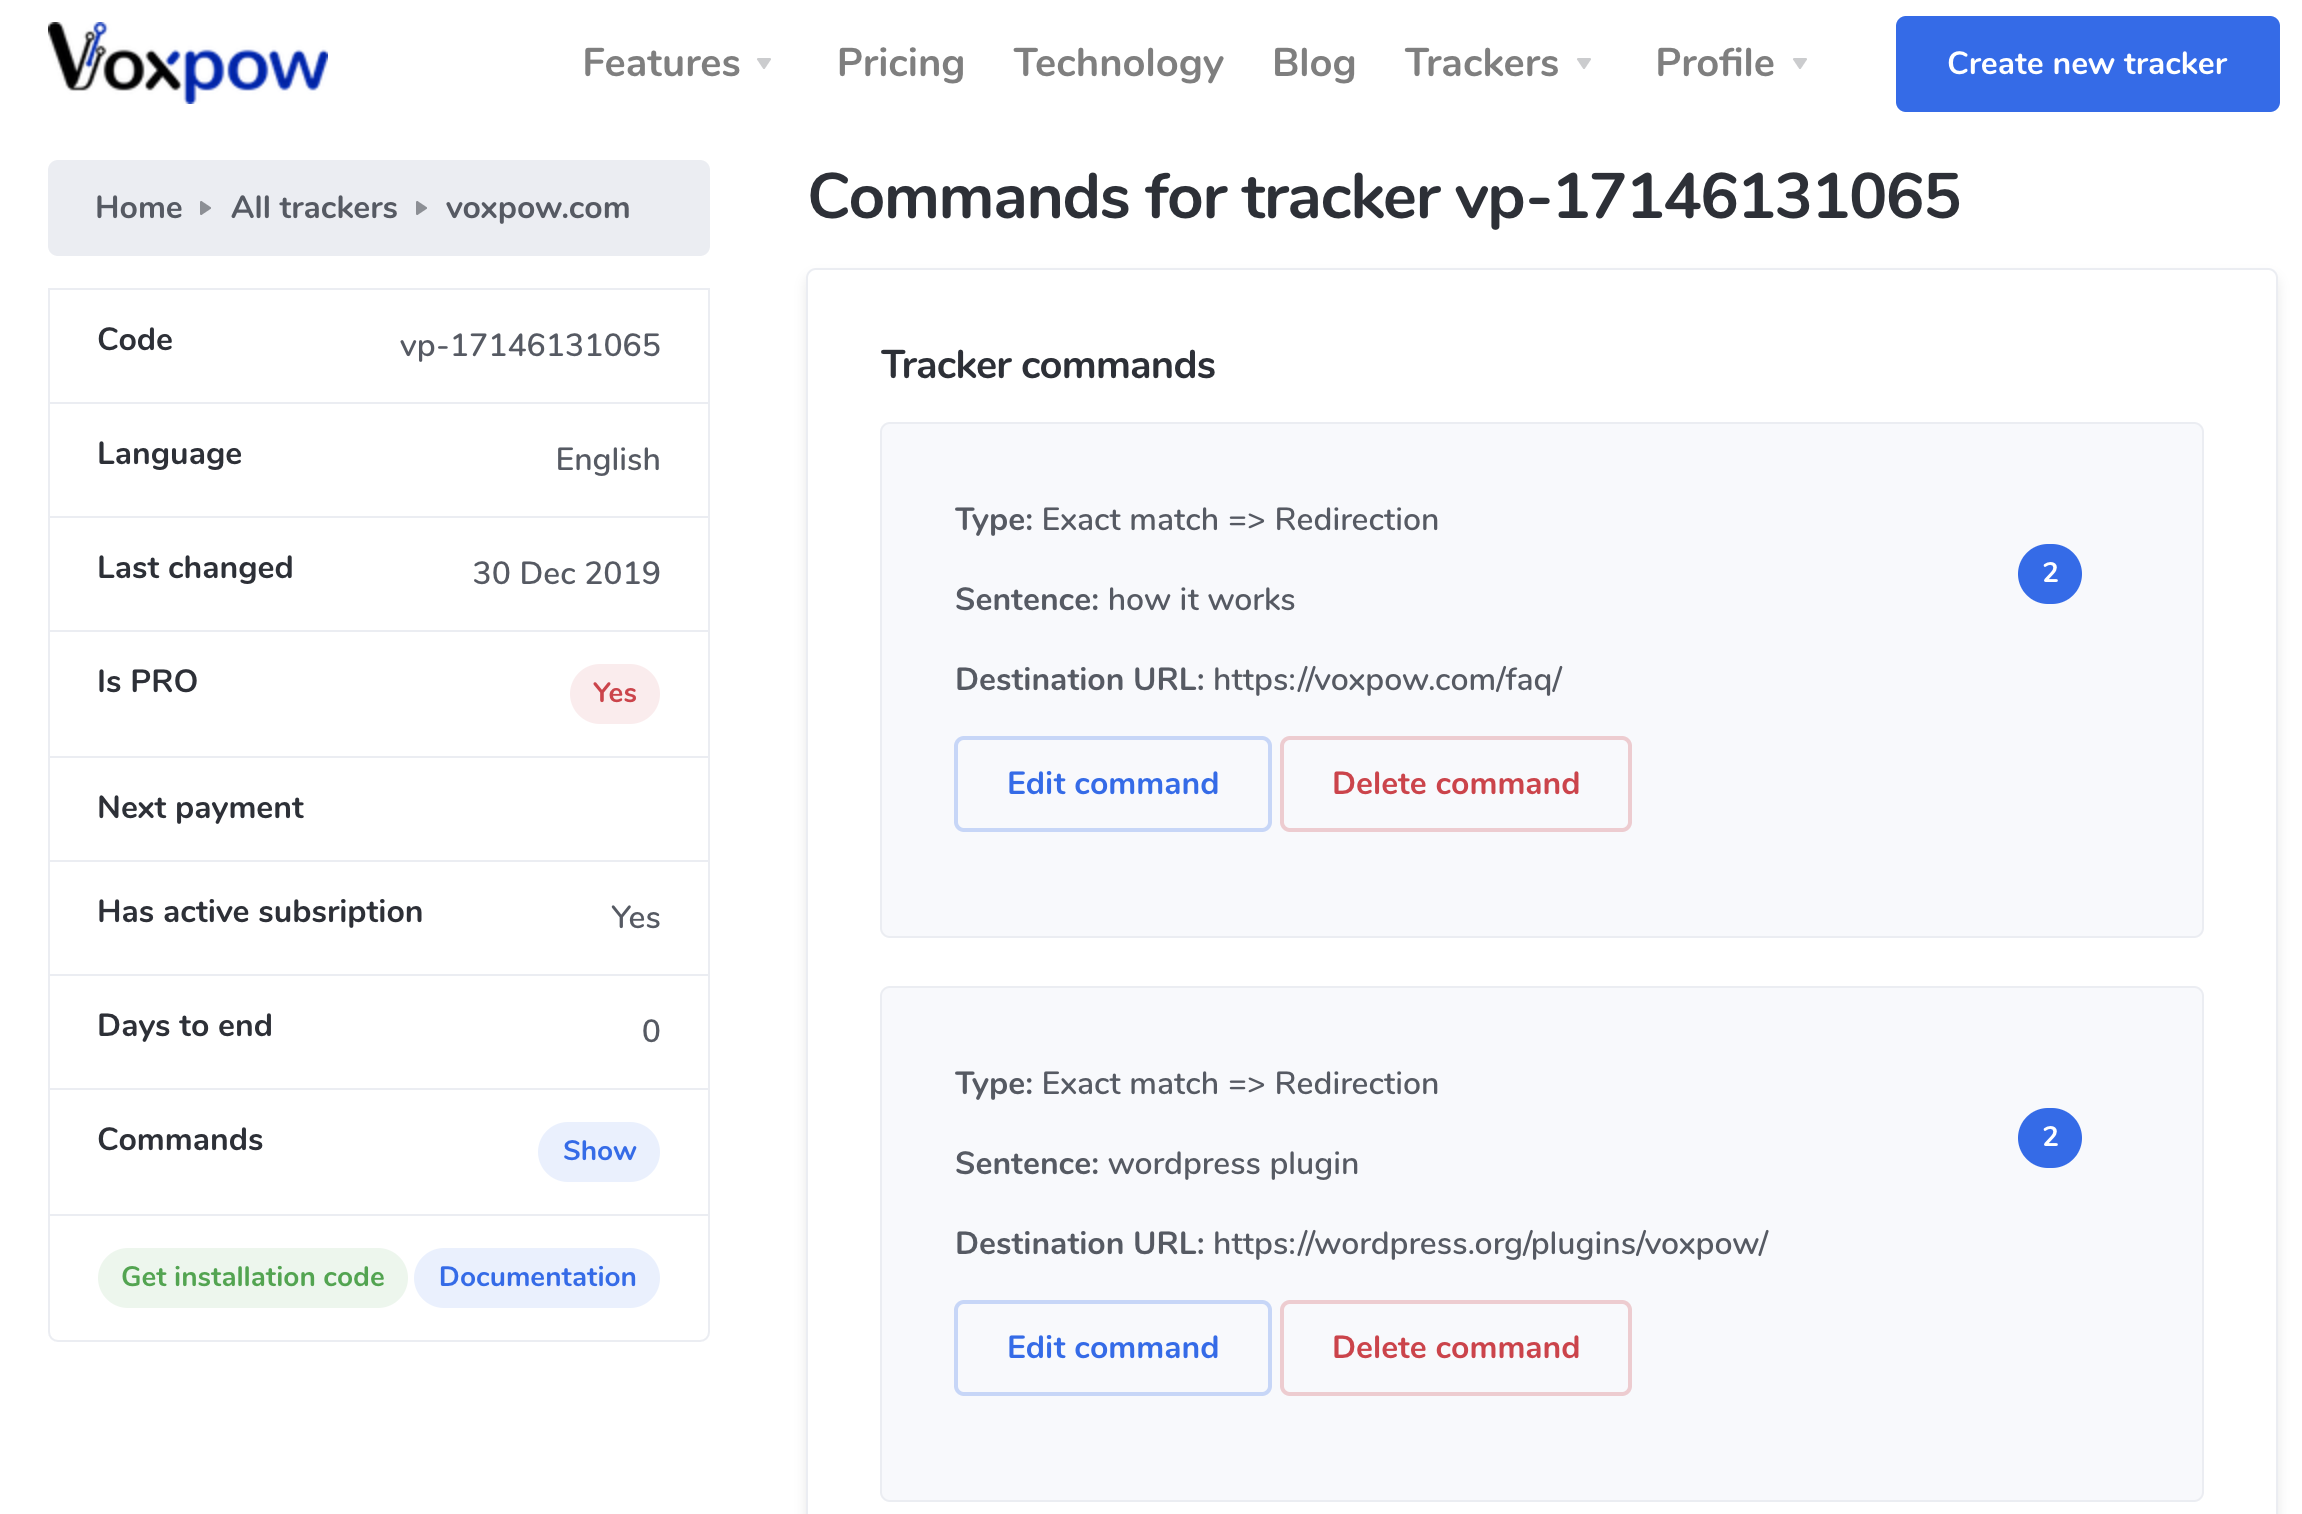 Voxpow
Features
Pricing
Technology
Blog
Trackers
Profile
Create new tracker
Home
All trackers
voxpow.com
Code
vp-17146131065
Language
English
Last changed
30 Dec 2019
Is PRO
Yes
Next payment
Has active subsription
Yes
Days to end
0
Commands
Show
Get installation code
Documentation
Commands for tracker vp-17146131065
Tracker commands
Type: Exact match => Redirection
2
Sentence: how it works
Destination URL: https://voxpow.com/faq/
Edit command
Delete command
Type: Exact match => Redirection
2
Sentence: wordpress plugin
Destination URL: https://wordpress.org/plugins/voxpow/
Edit command
Delete command